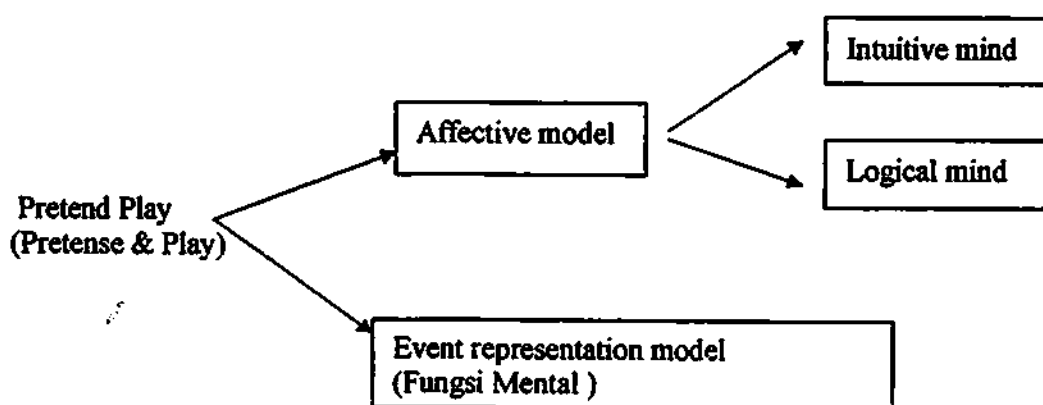 Intuitive mind
Affective model
Logical mind
Pretend Play
(Pretense & Play)
Event representation model
(Fungsi Mental )